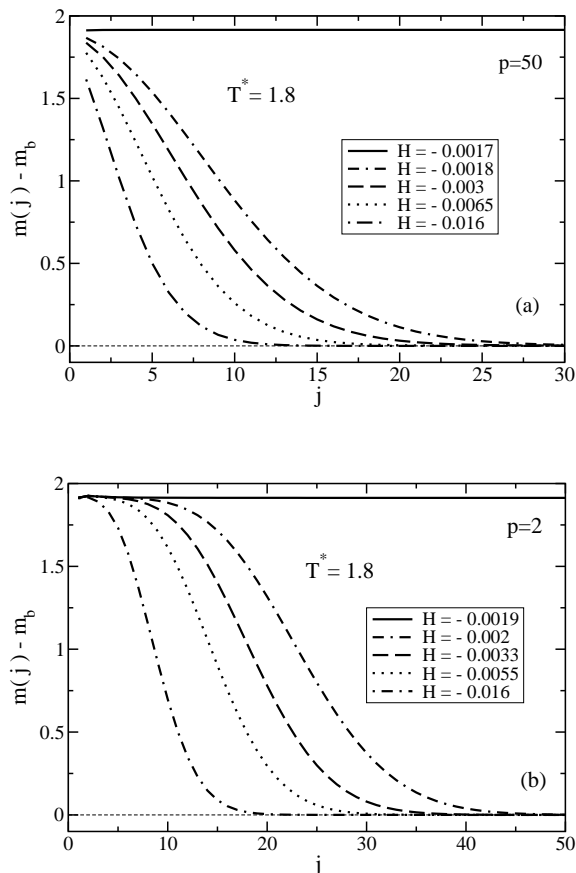 2
1.5
1
0.5
0
m( j ) - m_b
p=50
T* = 1.8
H = - 0.0017
H = - 0.0018
H = - 0.003
H = - 0.0065
H = - 0.016
(a)
0 5 10 15 20 25 30
j
2
1.5
1
0.5
0
m( j ) - m_b
p=2
T* = 1.8
H = - 0.0019
H = - 0.002
H = - 0.0033
H = - 0.0055
H = - 0.016
(b)
0 10 20 30 40 50
j